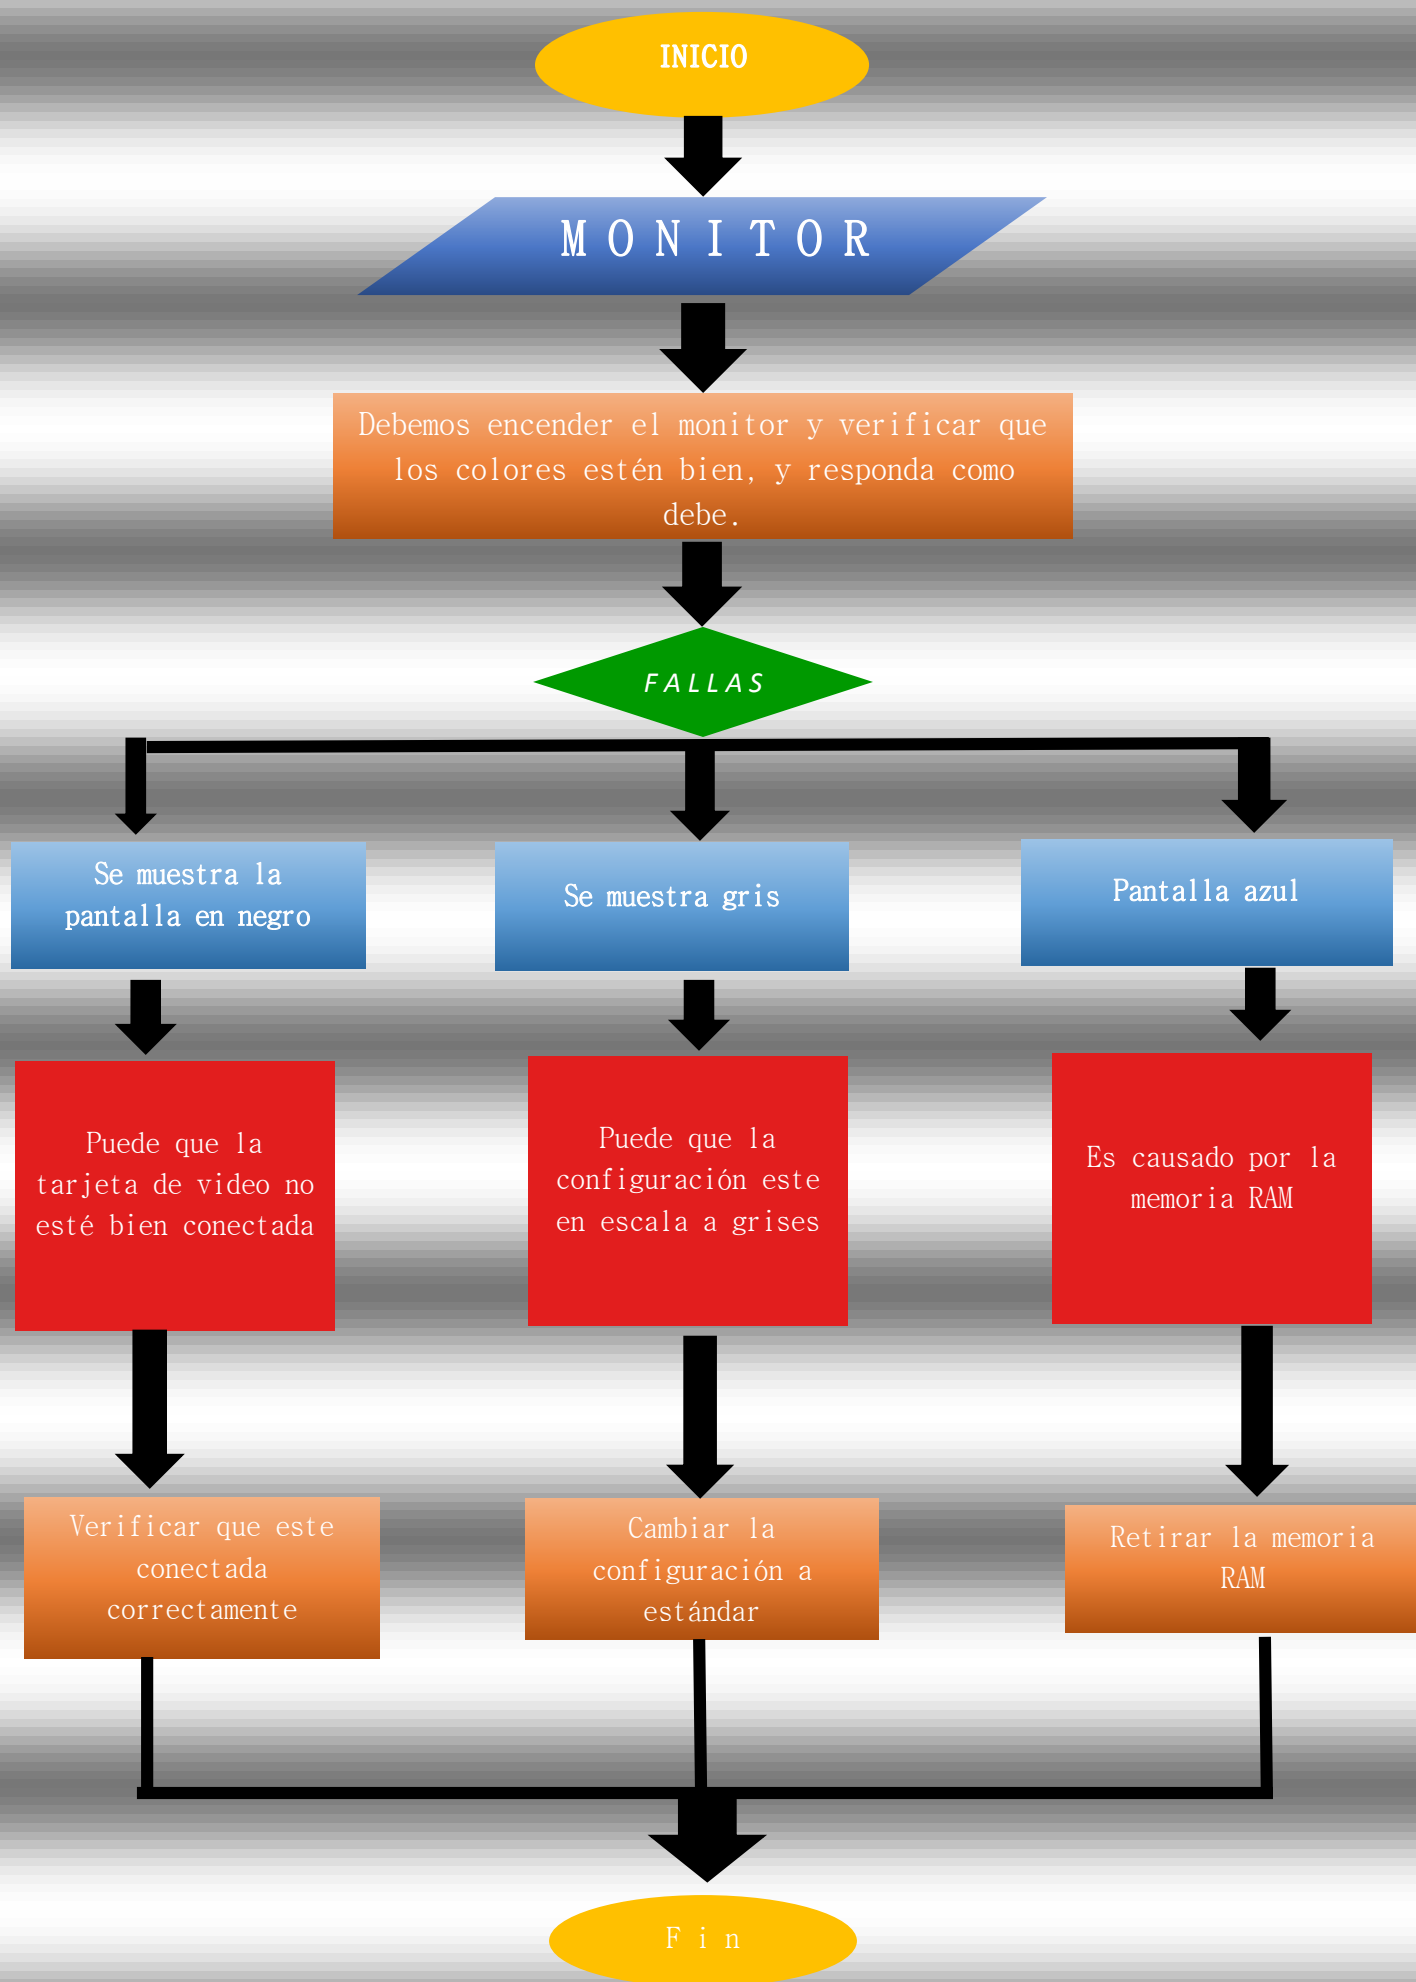 INICIO
MONITOR
Debemos encender el monitor y verificar que
los colores estén bien, y responda como
debe.
FALLAS
Se muestra la
pantalla en negro
Se muestra gris
Pantalla azul
Puede que la
tarjeta de video no
esté bien conectada
Puede que la
configuración este
en escala a grises
Es causado por la
memoria RAM
Verificar que este
conectada
correctamente
Cambiar la
configuración a
estándar
Retirar la memoria
RAM
Fin